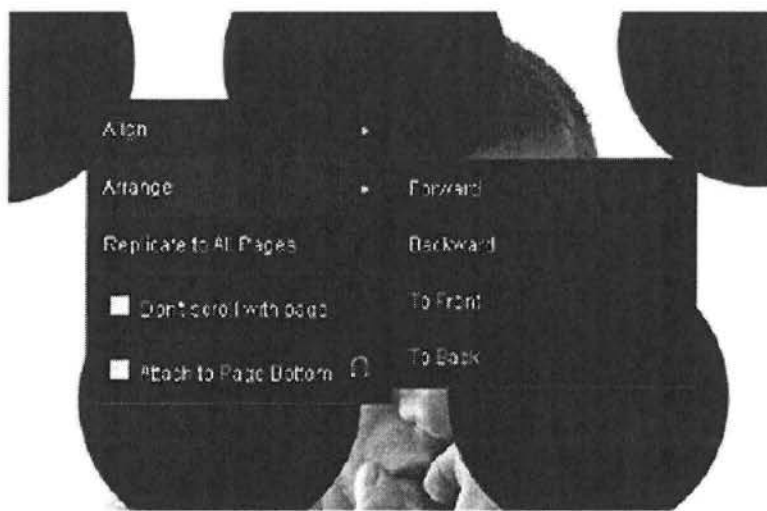 Align
Arrange
Replicate to All Pages
Don't scroll with page
Attach to Page Bottom
Forward
Backward
To Front
To Back